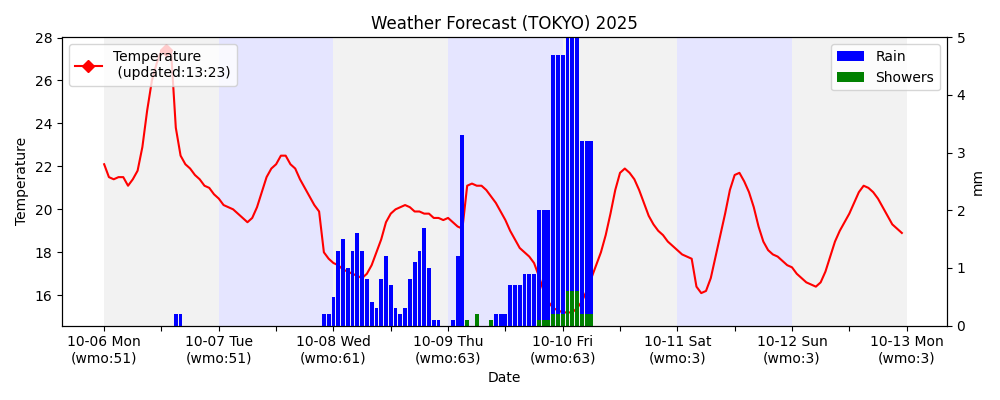 Weather Forecast (TOKYO) 2025
Temperature
(updated:13:23)
Rain
Showers
28
26
24
22
20
18
16
Temperature
5
4
3
2
1
0
mm
10-06 Mon
(wmo:51)
10-07 Tue
(wmo:51)
10-08 Wed
(wmo:61)
10-09 Thu
(wmo:63)
10-10 Fri
(wmo:63)
10-11 Sat
(wmo:3)
10-12 Sun
(wmo:3)
10-13 Mon
(wmo:3)
Date